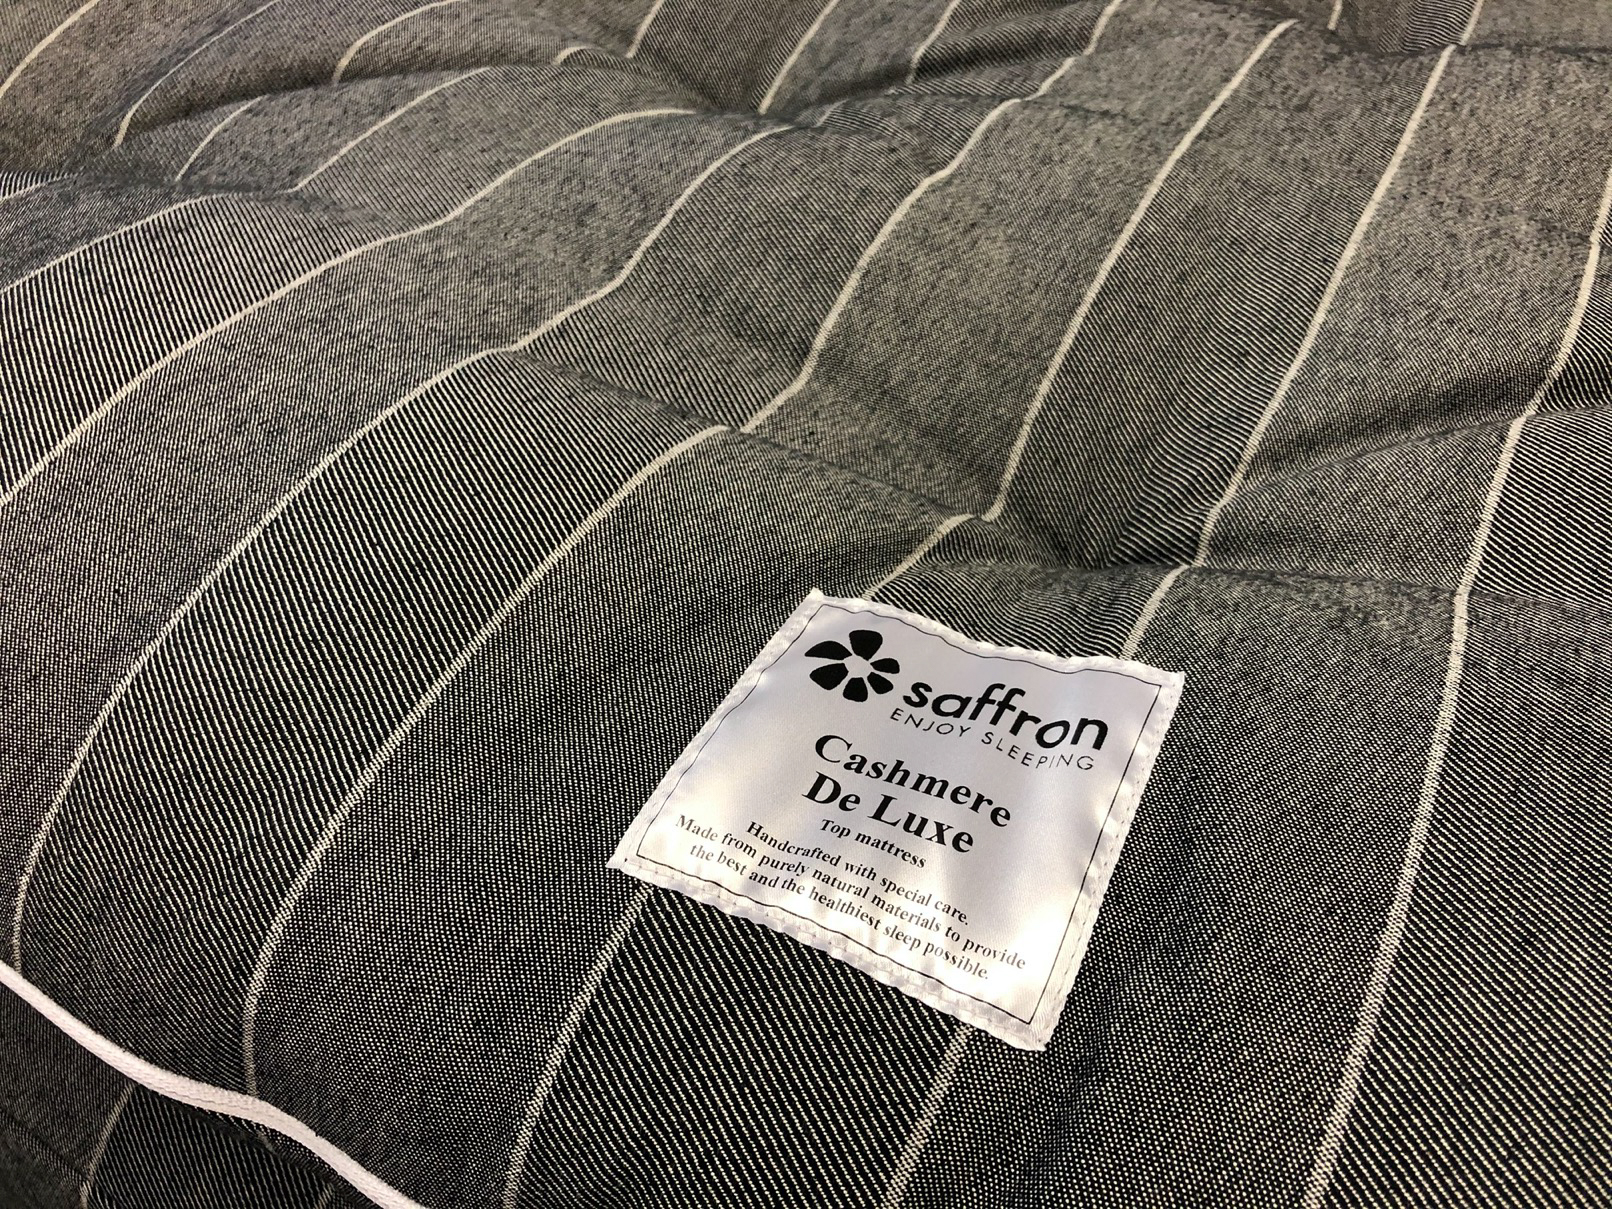 saffron
ENJOY SLEEPING
Cashmere
De Luxe
Top mattress
Handcrafted with special care.
Made from purely natural materials to provide
the best and the healthiest sleep possible.